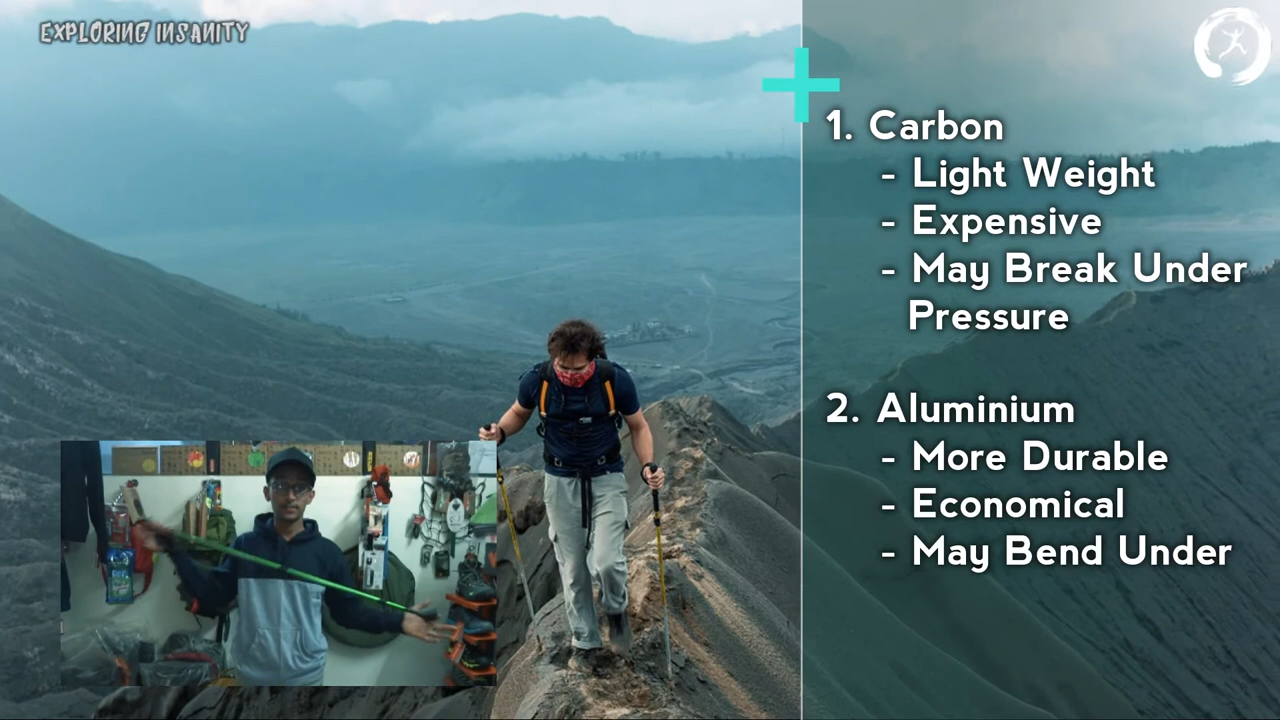 EXPLORING INSANITY
1. Carbon
- Light Weight
- Expensive
- May Break Under
Pressure
2. Aluminium
- More Durable
- Economical
- May Bend Under